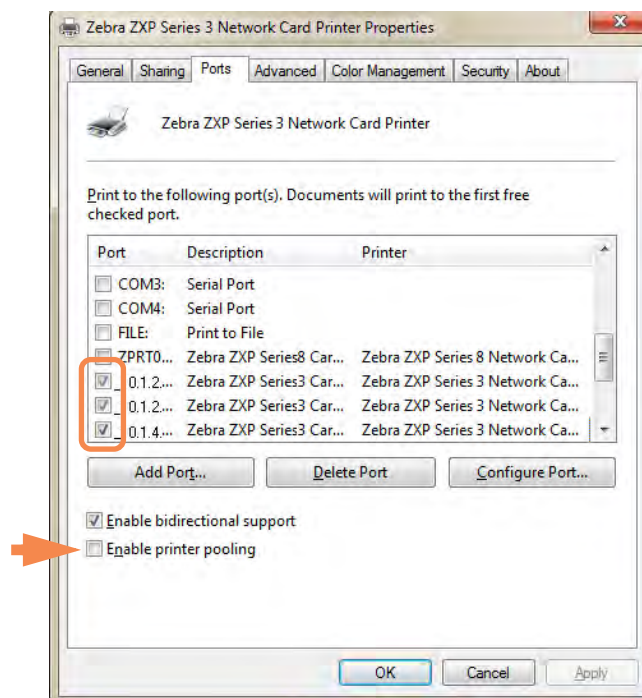 Zebra ZXP Series 3 Network Card Printer Properties
General Sharing Ports Advanced Color Management Security About
Zebra ZXP Series 3 Network Card Printer
Print to the following port(s). Documents will print to the first free
checked port.
Port Description Printer
COM3: Serial Port
COM4: Serial Port
FILE: Print to File
ZPRT0... Zebra ZXP Series8 Car... Zebra ZXP Series 8 Network Ca...
_ 0.1.2.... Zebra ZXP Series3 Car... Zebra ZXP Series 3 Network Ca...
_ 0.1.2.... Zebra ZXP Series3 Car... Zebra ZXP Series 3 Network Ca...
_ 0.1.4.... Zebra ZXP Series3 Car... Zebra ZXP Series 3 Network Ca...
Add Port... Delete Port Configure Port...
Enable bidirectional support
Enable printer pooling
OK Cancel Apply